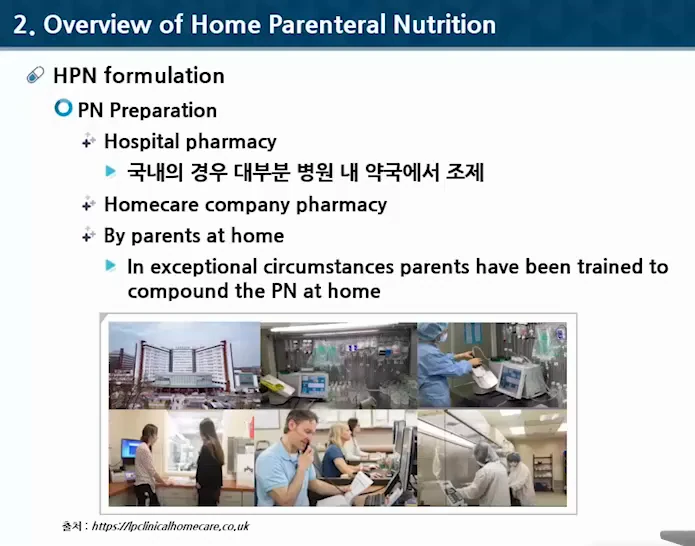 2. Overview of Home Parenteral Nutrition
HPN formulation
PN Preparation
Hospital pharmacy
국내의 경우 대부분 병원 내 약국에서 조제
Homecare company pharmacy
By parents at home
In exceptional circumstances parents have been trained to
compound the PN at home
출처 : https://lpclinicalhomecare,co,uk